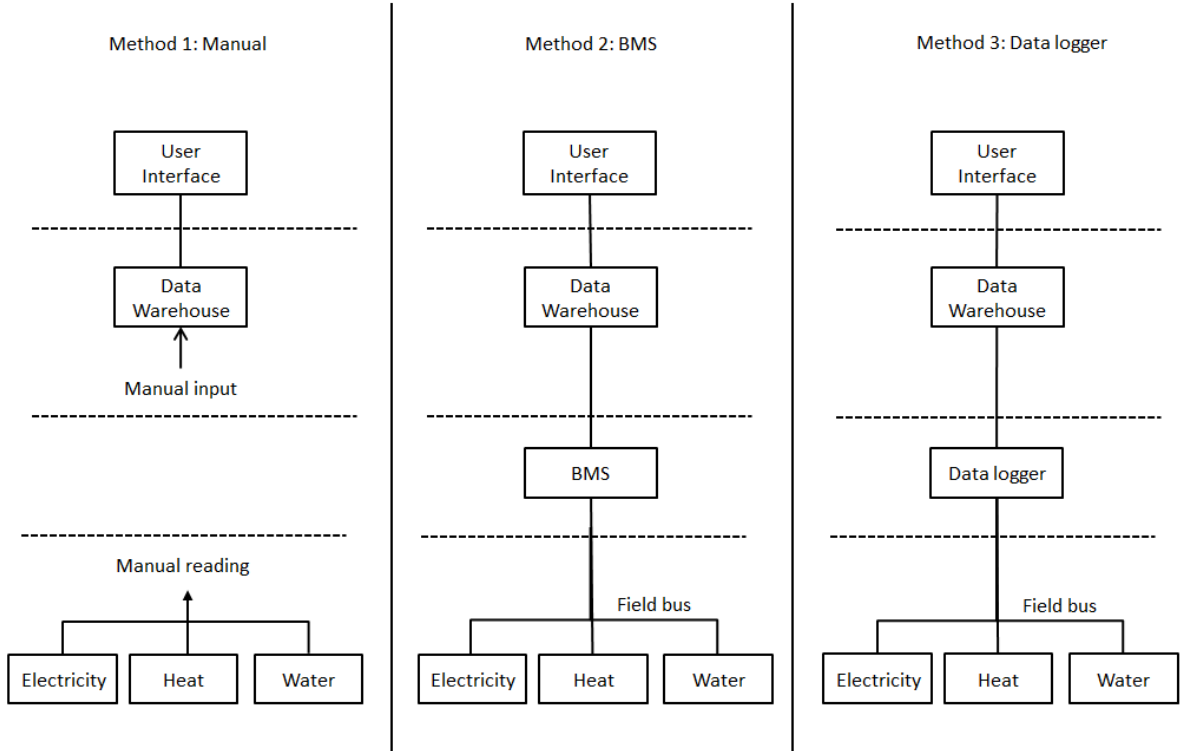 Method 1: Manual
User
Interface
Data
Warehouse
Manual input
Manual reading
Electricity
Heat
Water
Method 2: BMS
User
Interface
Data
Warehouse
BMS
Field bus
Electricity
Heat
Water
Method 3: Data logger
User
Interface
Data
Warehouse
Data logger
Field bus
Electricity
Heat
Water